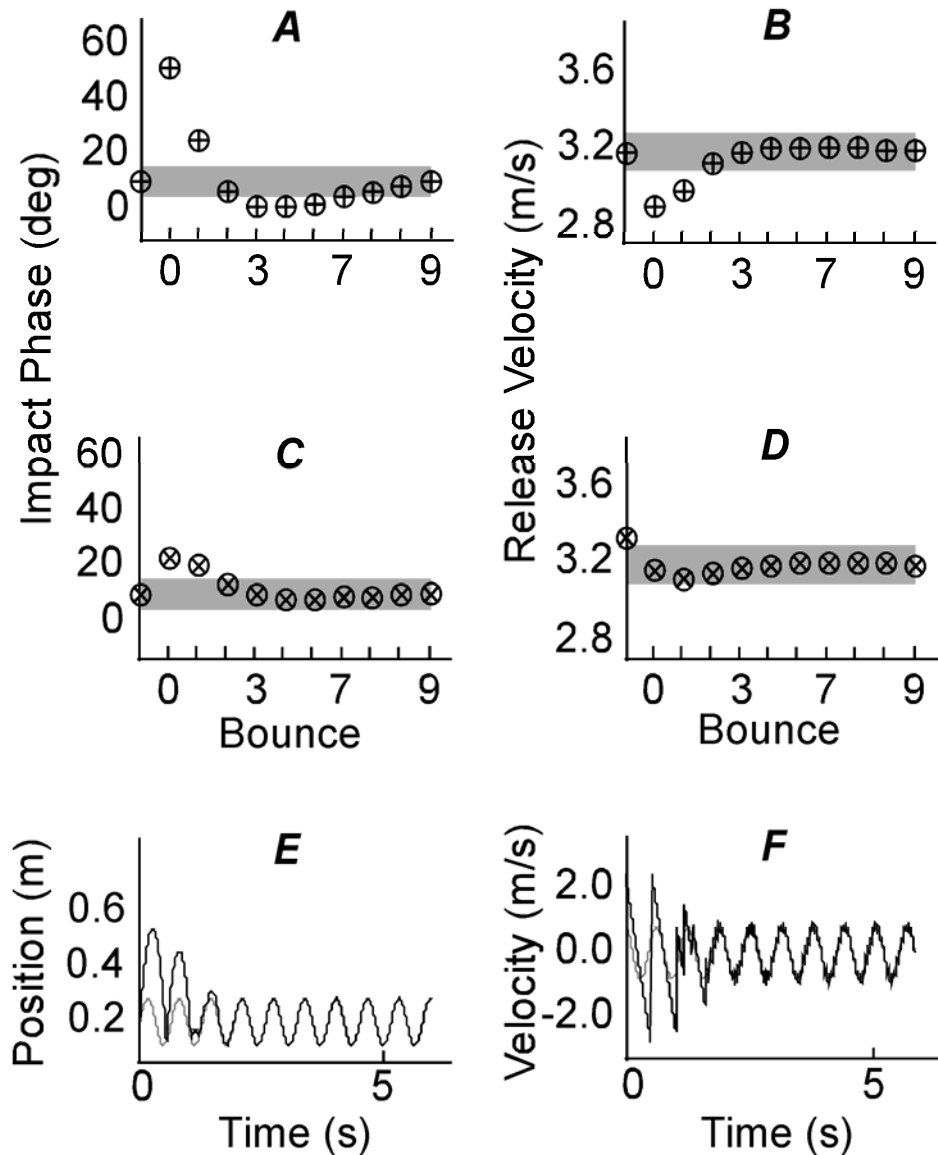 A
Impact Phase (deg)
60
40
20
0
0 3 7 9
B
Release Velocity (m/s)
3.6
3.2
2.8
0 3 7 9
C
60
40
20
0
0 3 7 9
Bounce
D
3.6
3.2
2.8
0 3 7 9
Bounce
E
Position (m)
0.6
0.4
0.2
0 5
Time (s)
F
Velocity (m/s)
2.0
0.0
-2.0
0 5
Time (s)